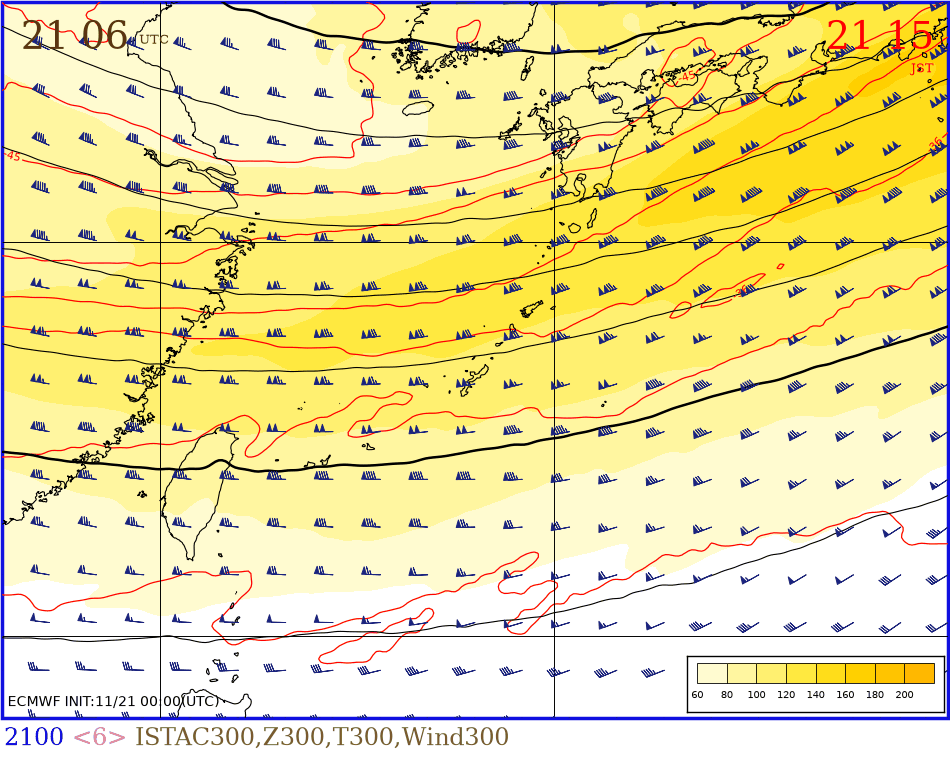 21 06 UTC
21 15
JST
-45
-45
-36
ECMWF INIT:11/21 00:00(UTC)
60 80 100 120 140 160 180 200
2100 <6> ISTAC300,Z300,T300,Wind300